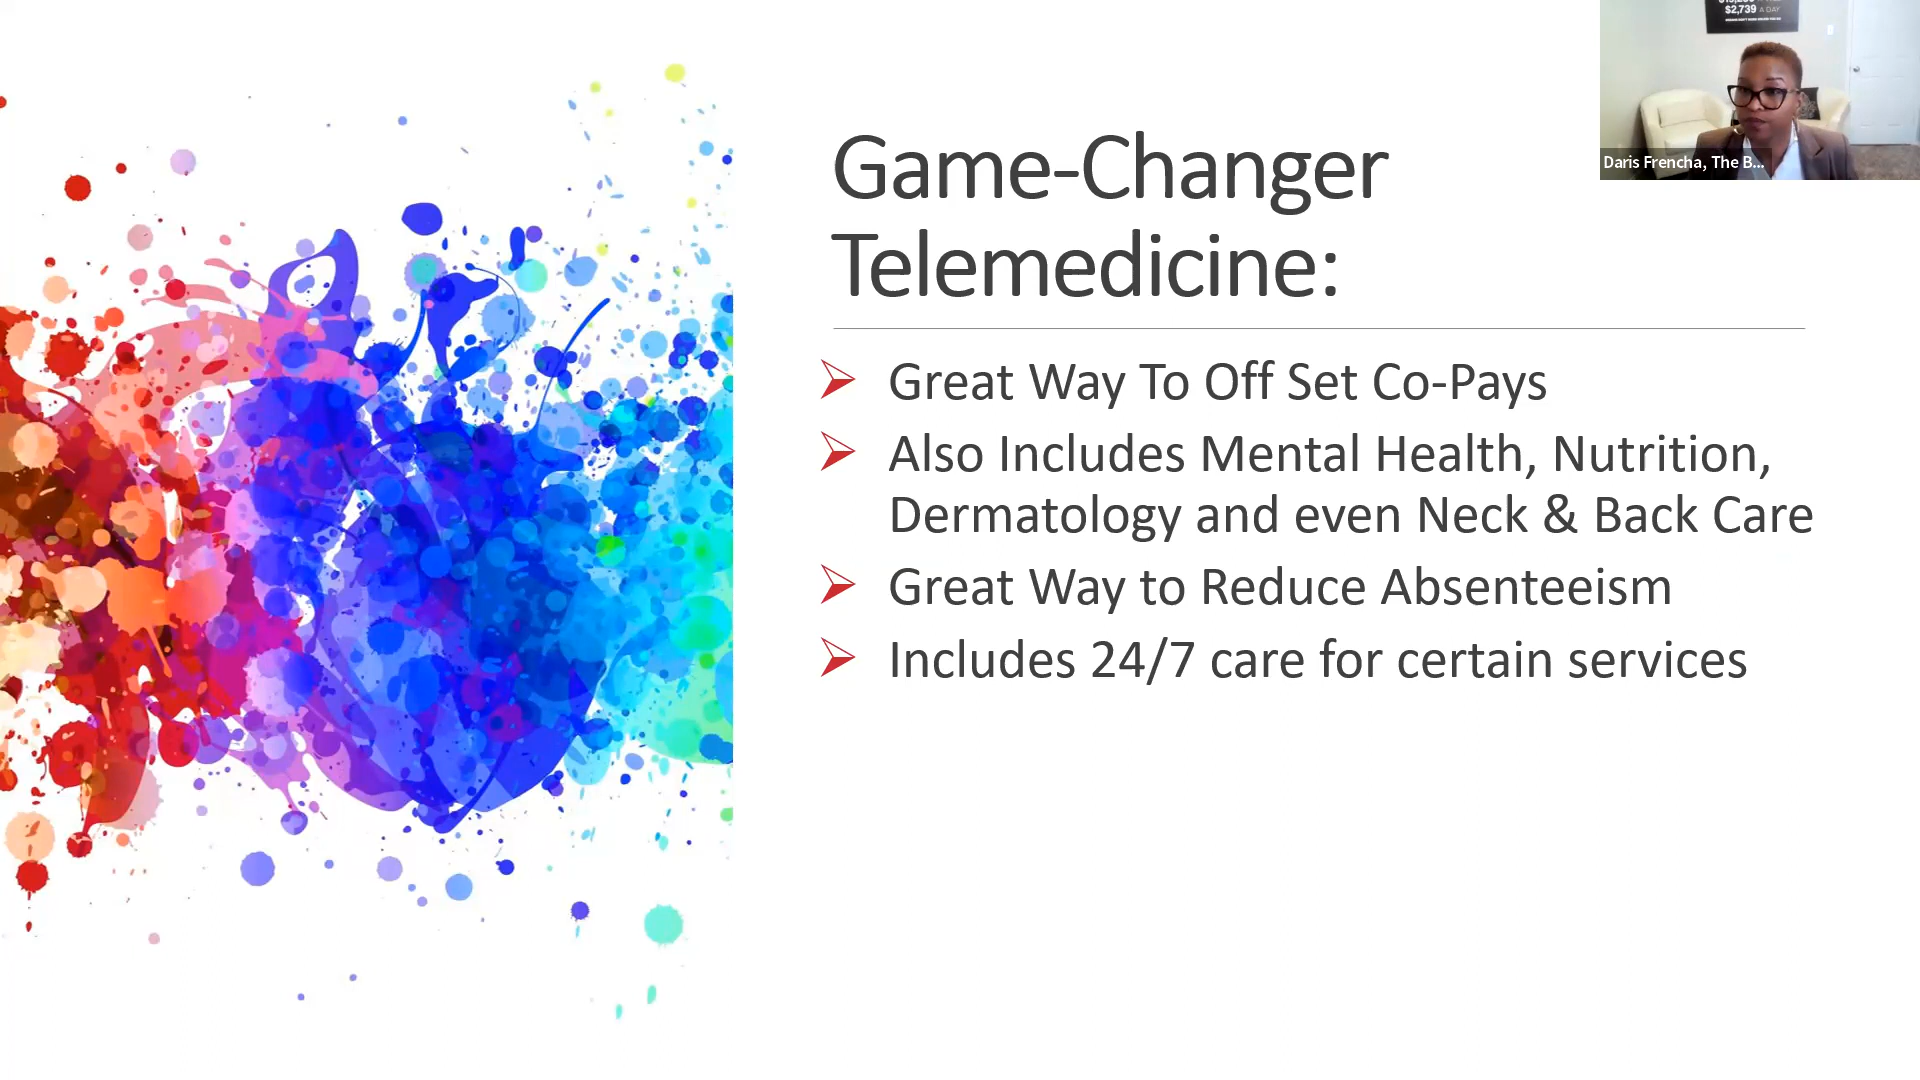 $2,739 A DAY
Game-Changer
Telemedicine:
Daris Frencha, The B...
Great Way To Off Set Co-Pays
Also Includes Mental Health, Nutrition,
Dermatology and even Neck & Back Care
Great Way to Reduce Absenteeism
Includes 24/7 care for certain services